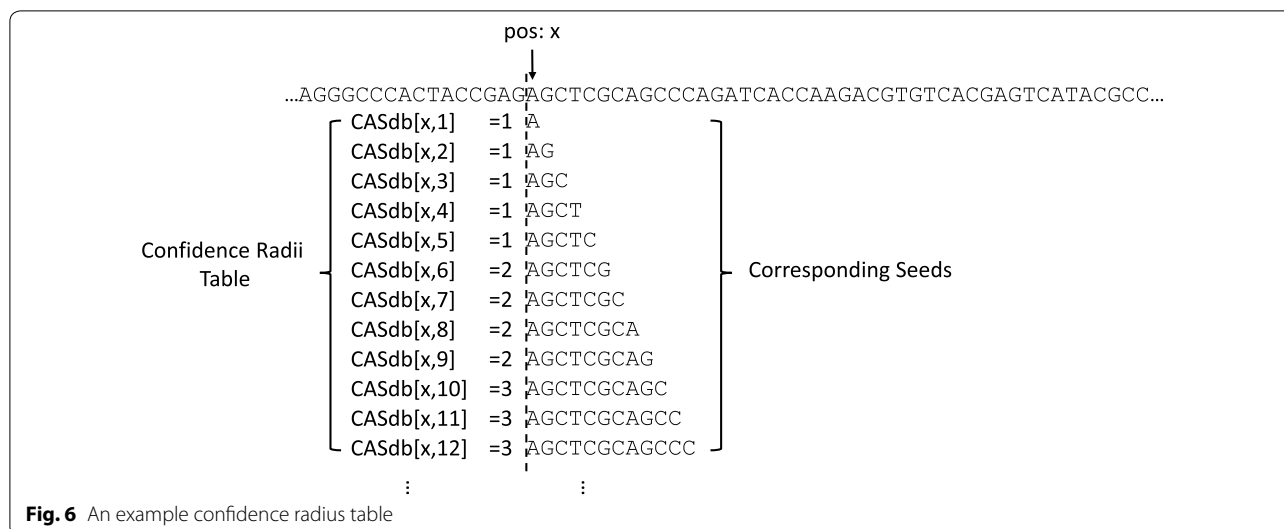 pos: x
...AGGGCCCACTACCGAGAGCTCGCAGCCCAGATCACCAAGACGTGTCACGAGTCATACGCC...
CASdb[x,1] =1 A
CASdb[x,2] =1 AG
CASdb[x,3] =1 AGC
CASdb[x,4] =1 AGCT
CASdb[x,5] =1 AGCTC
Confidence Radii
Table
CASdb[x,6] =2 AGCTCG
Corresponding Seeds
CASdb[x,7] =2 AGCTCGC
CASdb[x,8] =2 AGCTCGCA
CASdb[x,9] =2 AGCTCGCAG
CASdb[x,10] =3 AGCTCGCAGC
CASdb[x,11] =3 AGCTCGCAGCC
CASdb[x,12] =3 AGCTCGCAGCCC
⋮ ⋮
Fig. 6 An example confidence radius table